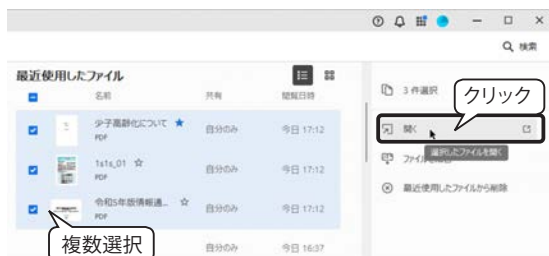 検索
最近使用したファイル
名前 共有 閲覧日時
3 件選択
クリック
少子高齢化について ★
PDF
自分のみ 今日 17:12
開く
選択したファイルを開く
1s1s_01 ☆
PDF
自分のみ 今日 17:12
最近使用したファイルから削除
令和5年版情報通... ☆
PDF
自分のみ 今日 17:12
複数選択
自分のみ 今日 16:37